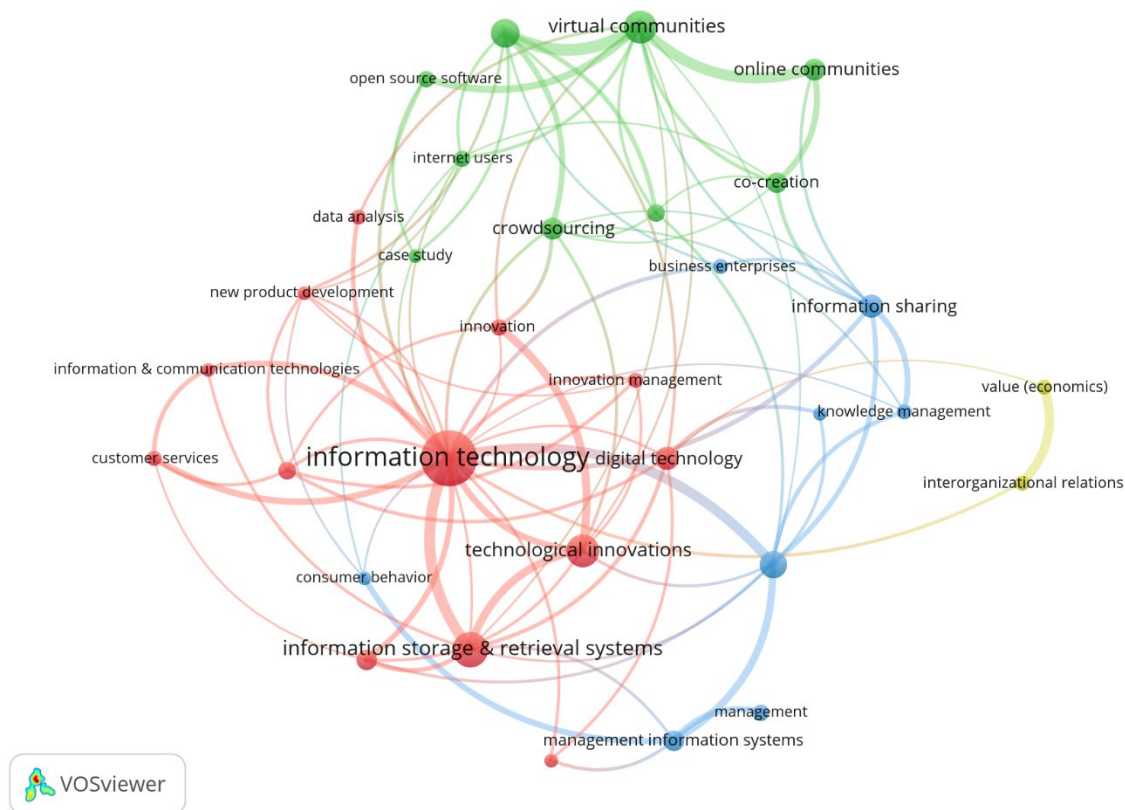 virtual communities
online communities
open source software
internet users
co-creation
data analysis
crowdsourcing
case study
business enterprises
new product development
information sharing
innovation
information & communication technologies
innovation management
value (economics)
knowledge management
customer services
information technology
digital technology
interorganizational relations
technological innovations
consumer behavior
information storage & retrieval systems
management
management information systems
VOSviewer